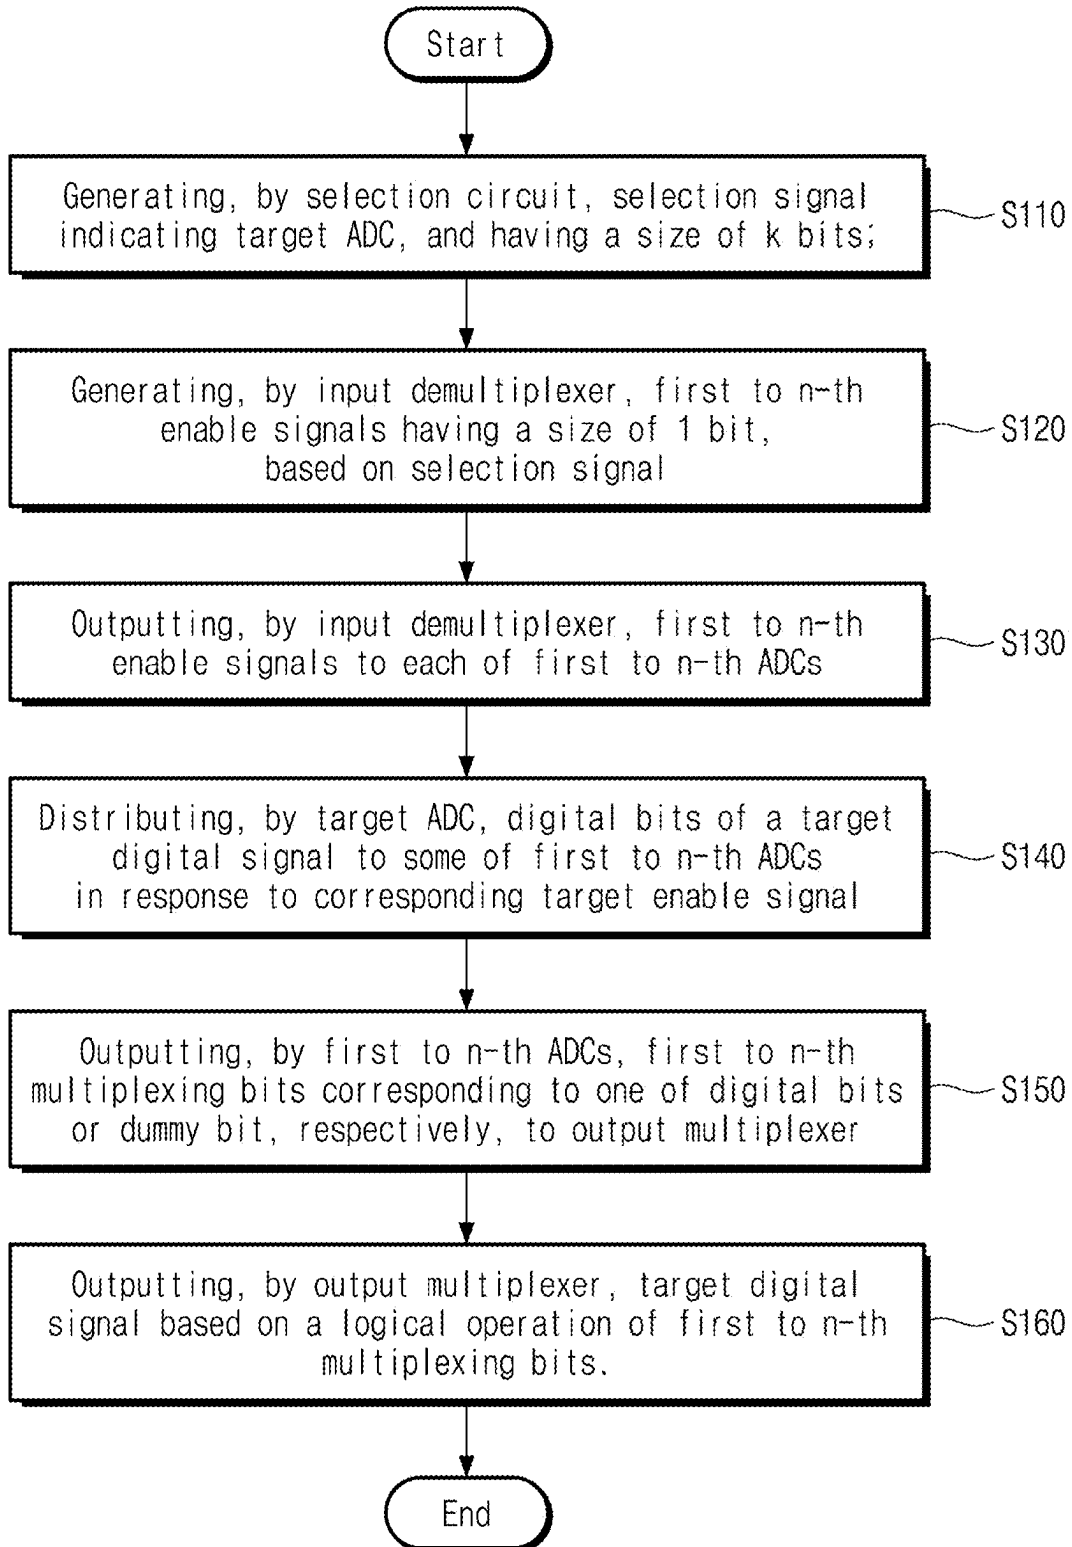 Start
Generating, by selection circuit, selection signal
indicating target ADC, and having a size of k bits;
S110
Generating, by input demultiplexer, first to n-th
enable signals having a size of 1 bit,
based on selection signal
S120
Outputting, by input demultiplexer, first to n-th
enable signals to each of first to n-th ADCs
S130
Distributing, by target ADC, digital bits of a target
digital signal to some of first to n-th ADCs
in response to corresponding target enable signal
S140
Outputting, by first to n-th ADCs, first to n-th
multiplexing bits corresponding to one of digital bits
or dummy bit, respectively, to output multiplexer
S150
Outputting, by output multiplexer, target digital
signal based on a logical operation of first to n-th
multiplexing bits.
S160
End